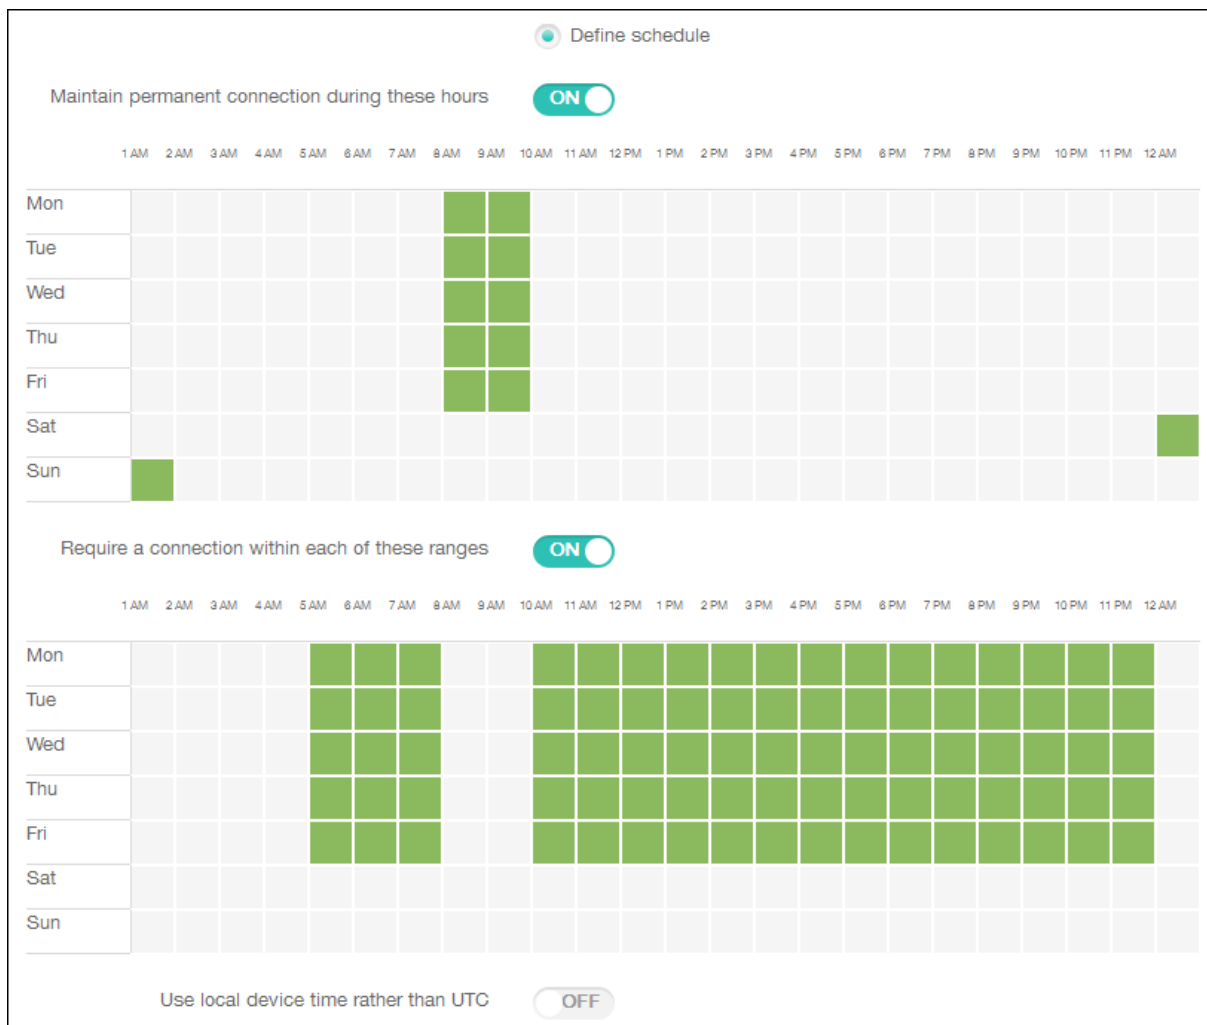 Define schedule
Maintain permanent connection during these hours ON
1 AM 2 AM 3 AM 4 AM 5 AM 6 AM 7 AM 8 AM 9 AM 10 AM 11 AM 12 PM 1 PM 2 PM 3 PM 4 PM 5 PM 6 PM 7 PM 8 PM 9 PM 10 PM 11 PM 12 AM
Mon
Tue
Wed
Thu
Fri
Sat
Sun
Require a connection within each of these ranges ON
1 AM 2 AM 3 AM 4 AM 5 AM 6 AM 7 AM 8 AM 9 AM 10 AM 11 AM 12 PM 1 PM 2 PM 3 PM 4 PM 5 PM 6 PM 7 PM 8 PM 9 PM 10 PM 11 PM 12 AM
Mon
Tue
Wed
Thu
Fri
Sat
Sun
Use local device time rather than UTC OFF